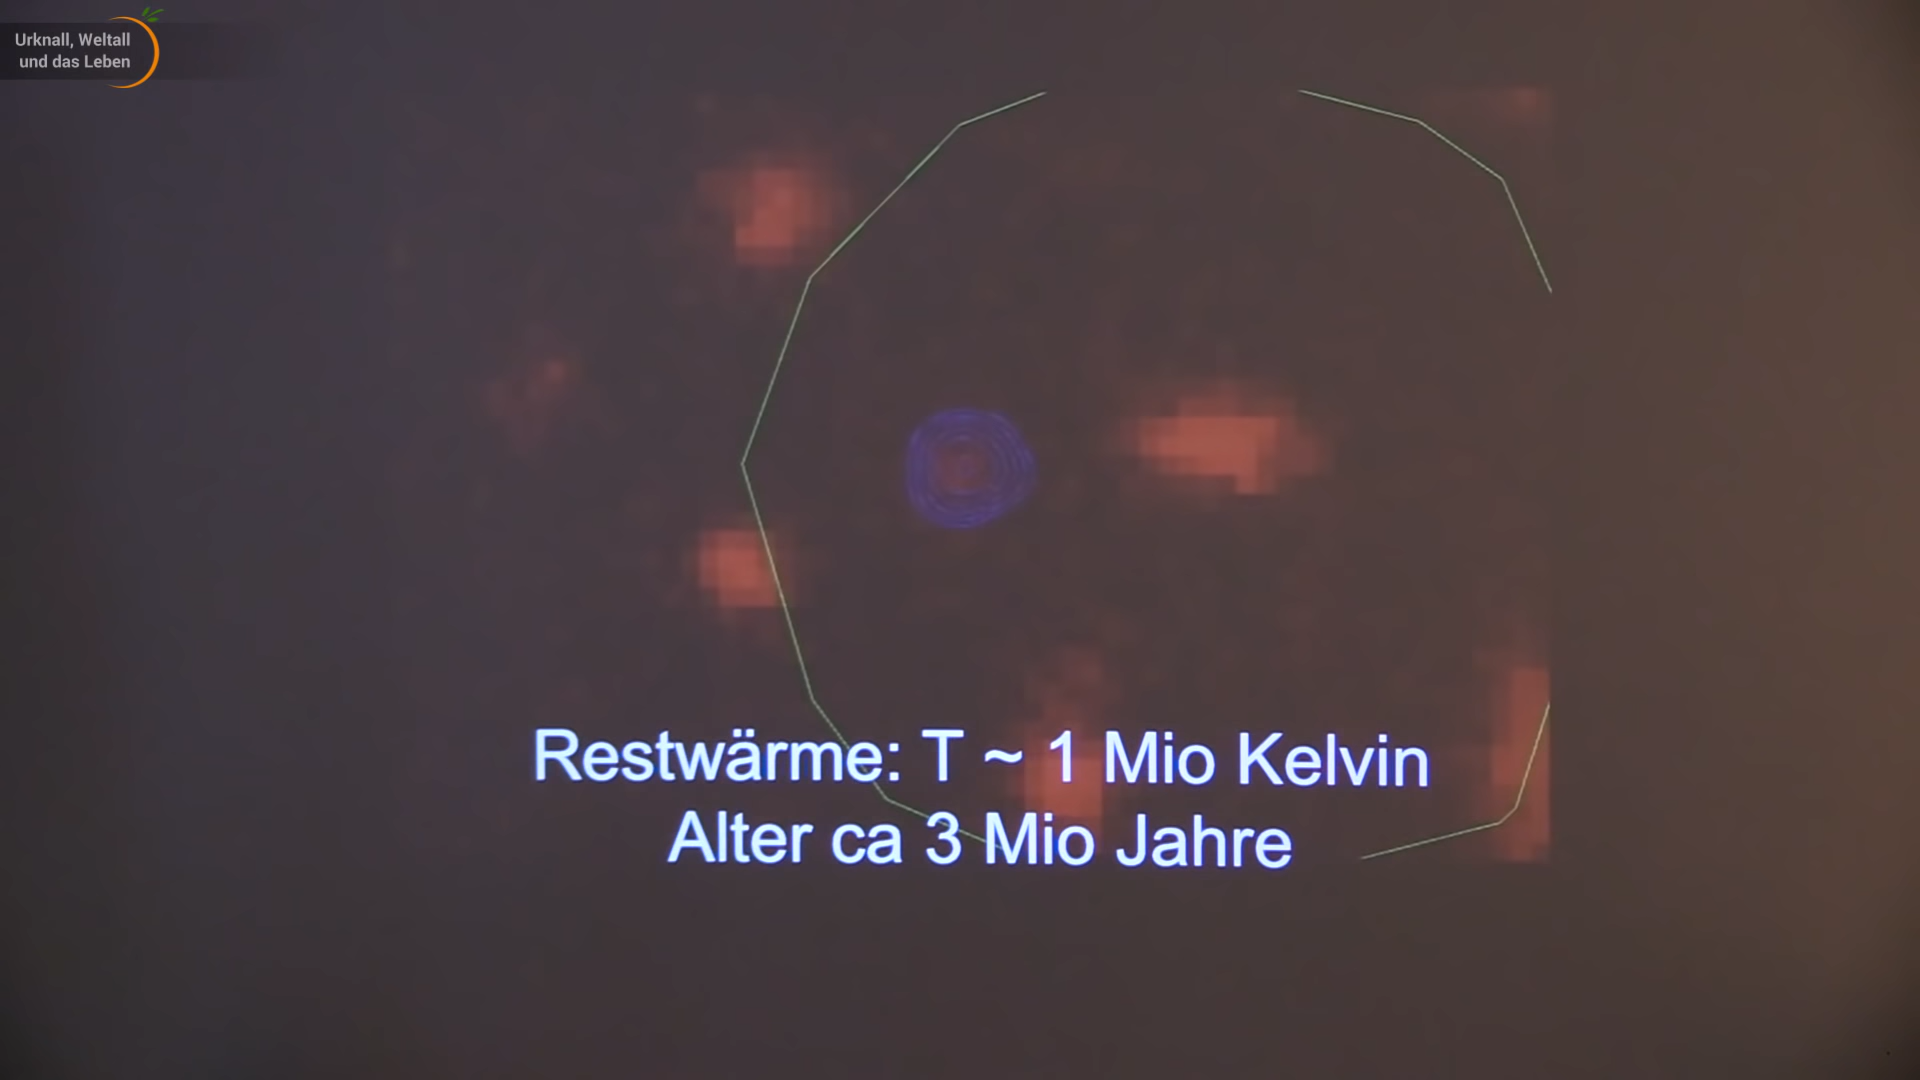 Urknall, Weltall
und das Leben
Restwärme: T ~ 1 Mio Kelvin
Alter ca 3 Mio Jahre